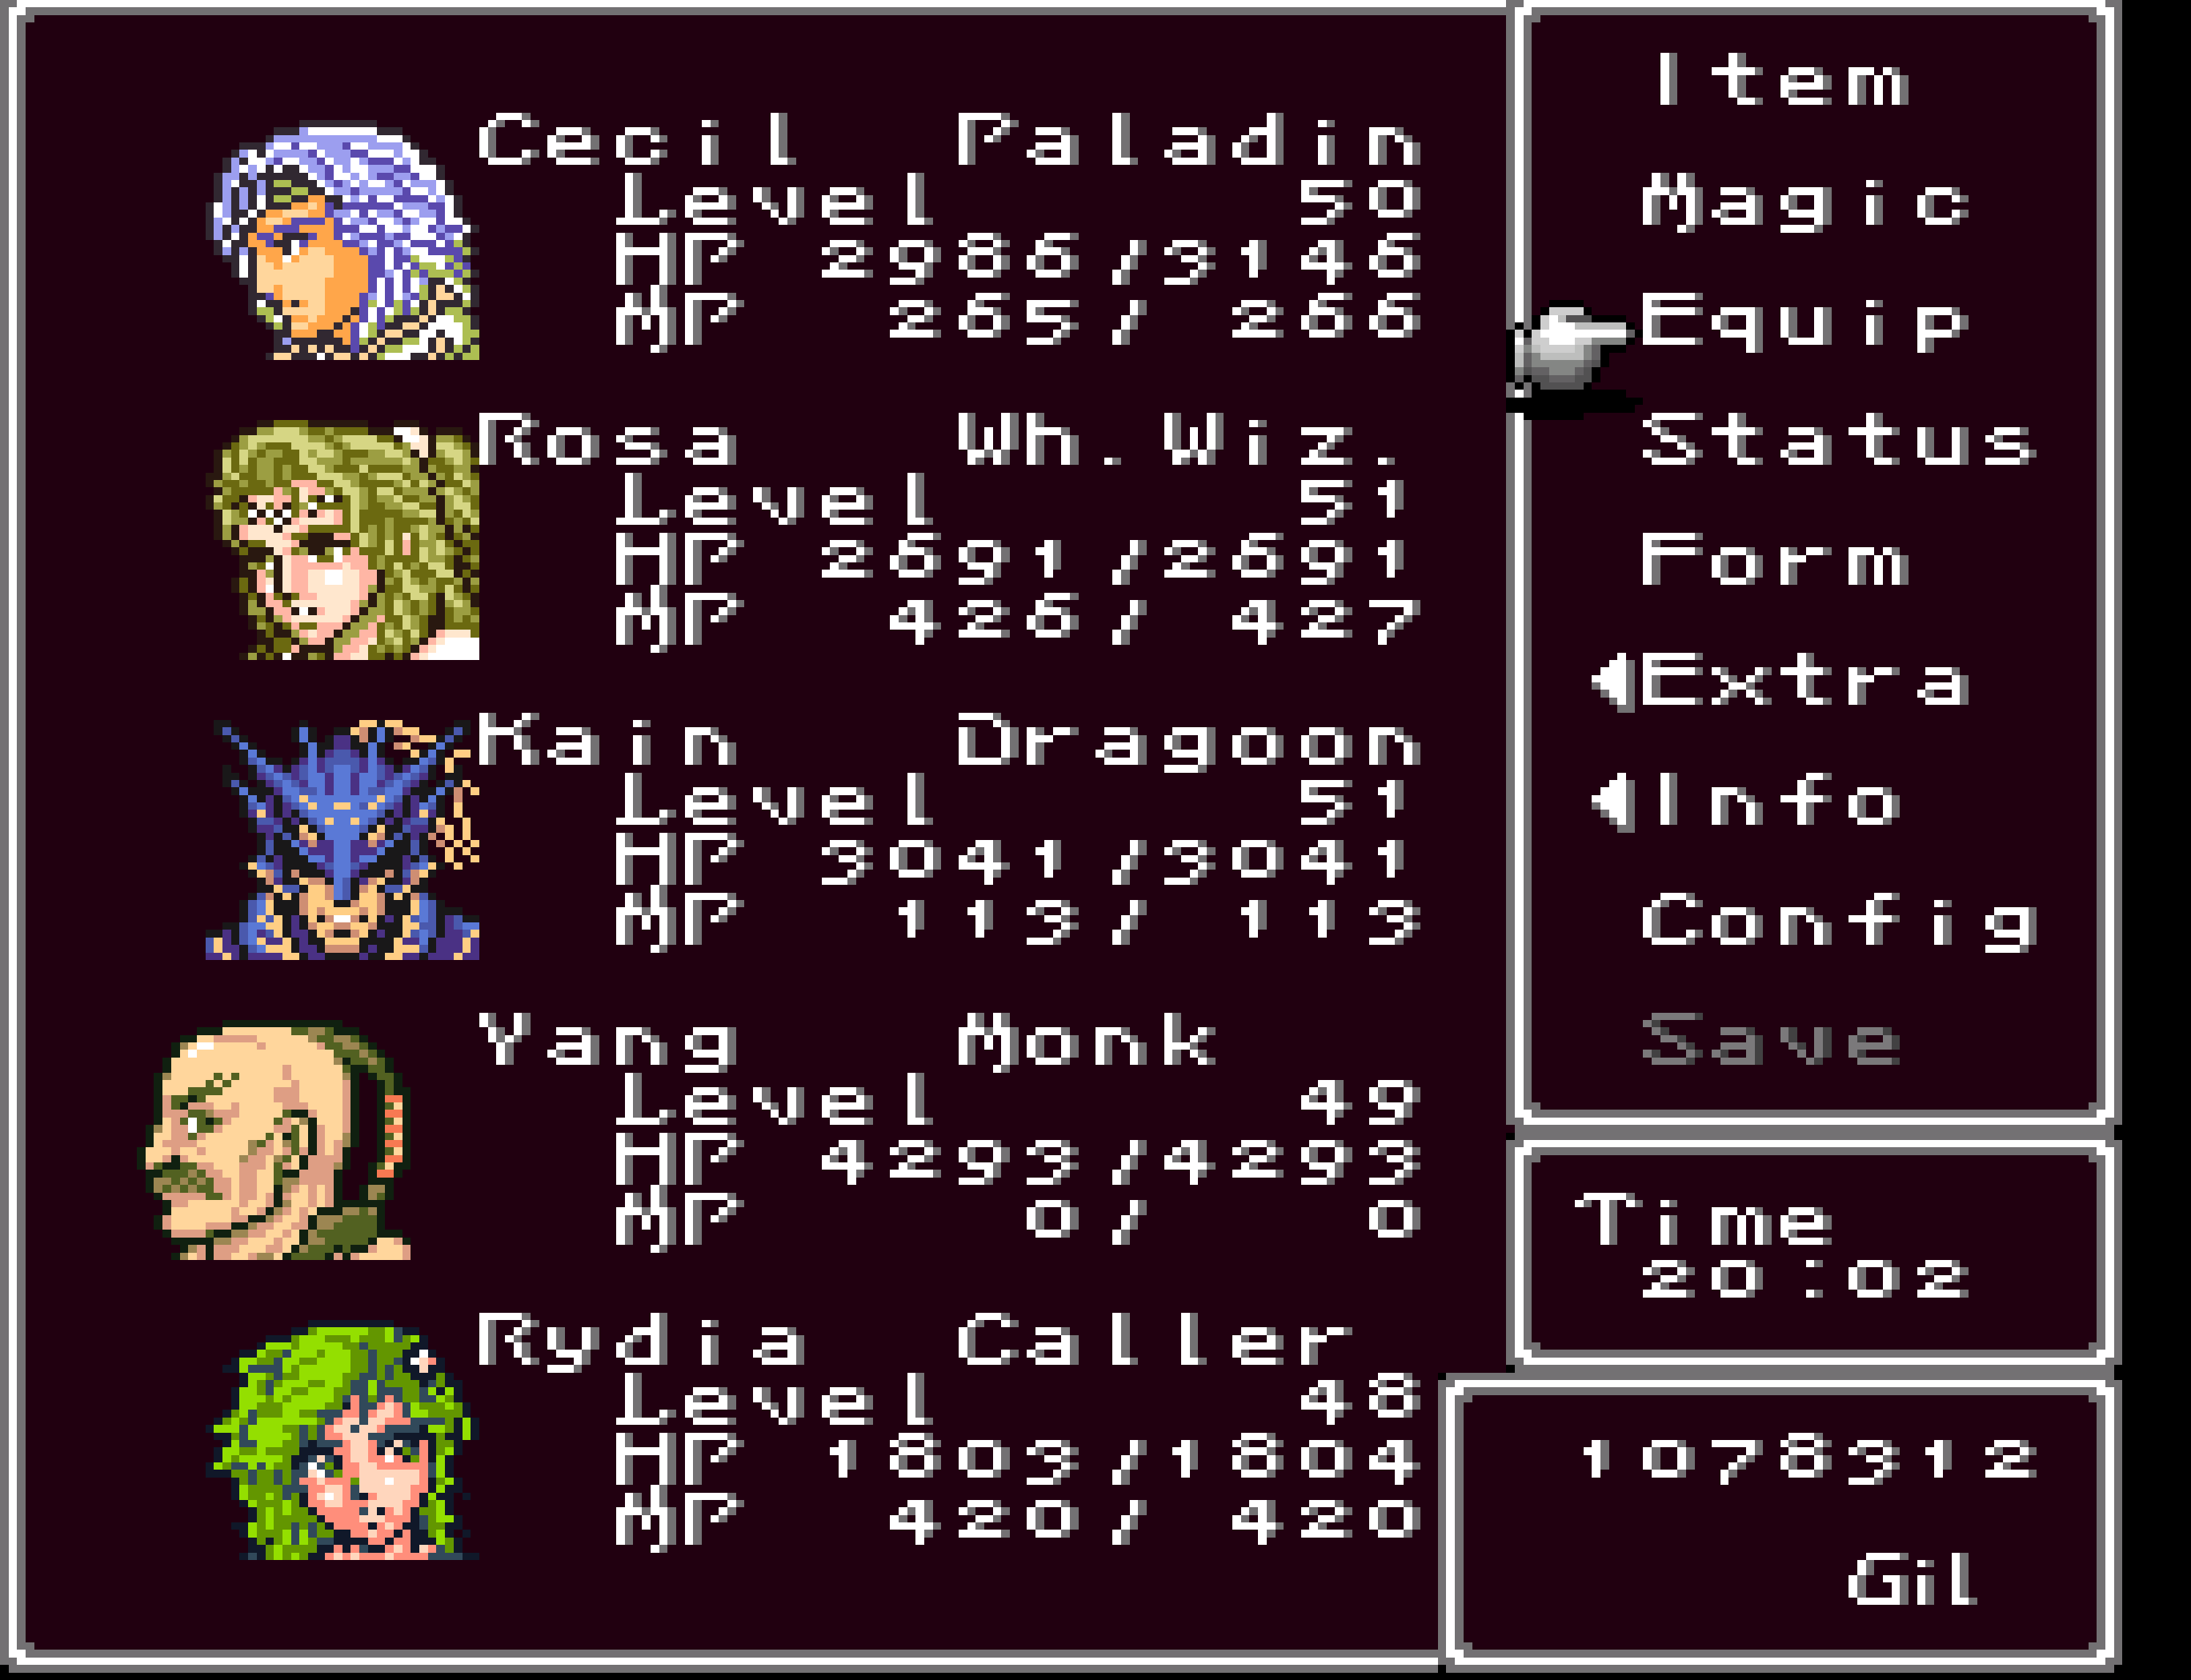 Cecil Paladin
Level 50
HP 2986/3146
MP 265/ 266
Rosa Wh.Wiz.
Level 51
HP 2691/2691
MP 426/ 427
Kain Dragoon
Level 51
HP 3041/3041
MP 113/ 113
Yang Monk
Level 49
HP 4293/4293
MP 0/ 0
Rydia Caller
Level 48
HP 1803/1804
MP 420/ 420
Item
Magic
Equip
Status
Form
Extra
Info
Config
Save
Time
20:02
1078312
Gil